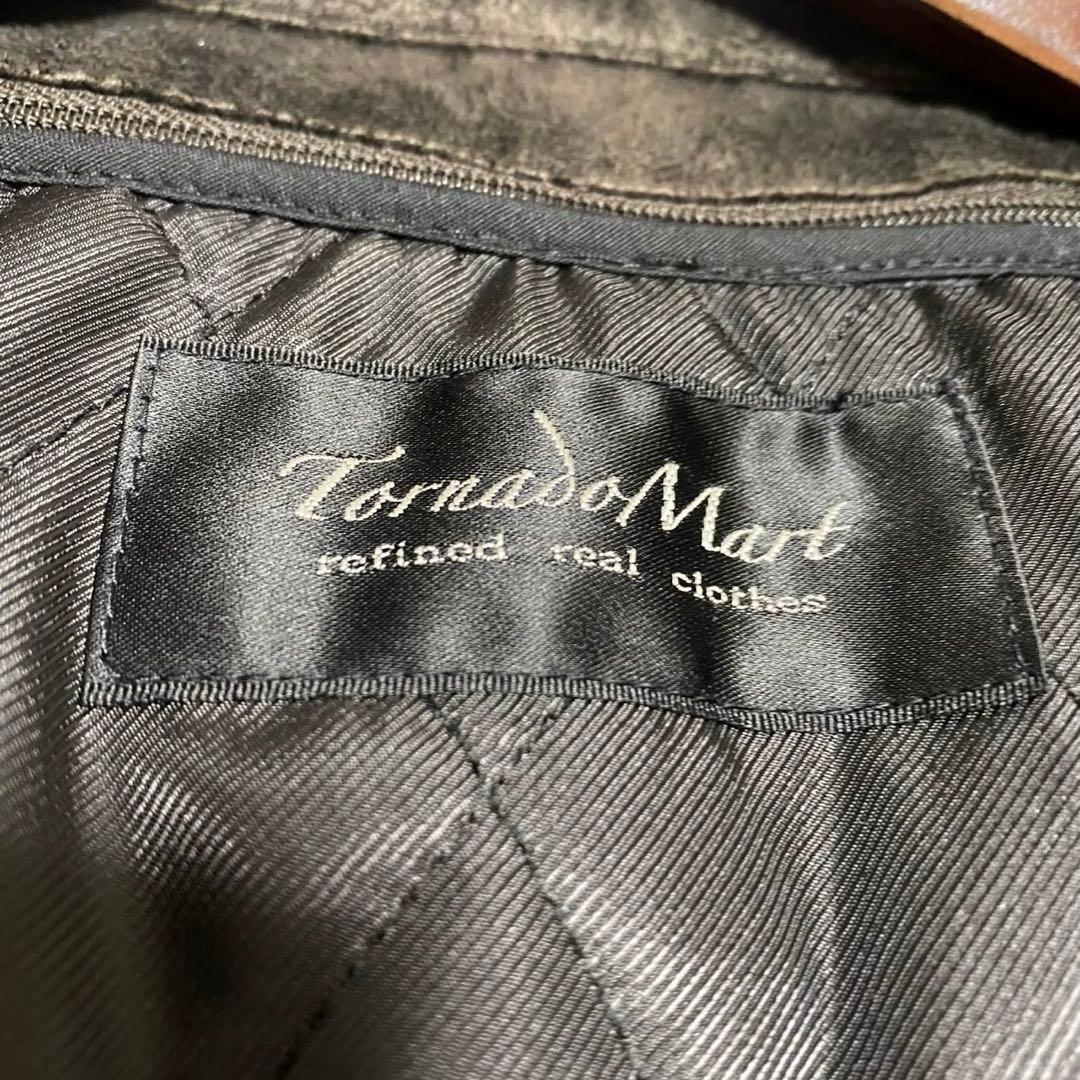 TornadoMart
refined real clothes